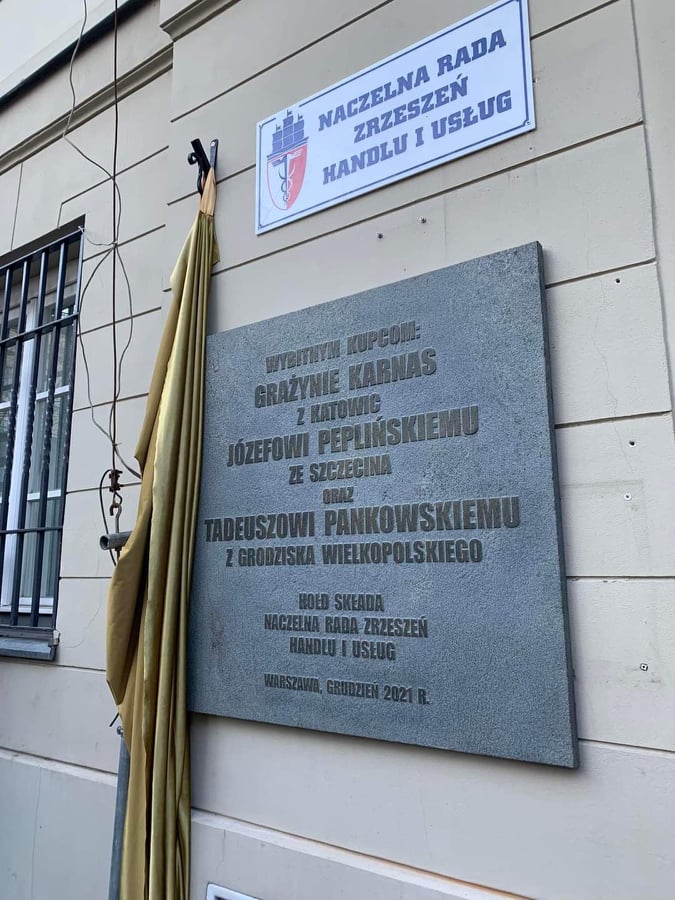 NACZELNA RADA
ZRZESZEŃ
HANDLU I USŁUG
WYBITNYM KUPCOM:
GRAŻYNIE KARNAS
Z KATOWIC
JÓZEFOWI PEPLIŃSKIEMU
ZE SZCZECINA
ORAZ
TADEUSZOWI PANKOWSKIEMU
Z GRODZISKA WIELKOPOLSKIEGO
HOŁD SKŁADA
NACZELNA RADA ZRZESZEŃ
HANDLU I USŁUG
WARSZAWA, GRUDZIEŃ 2021 R.